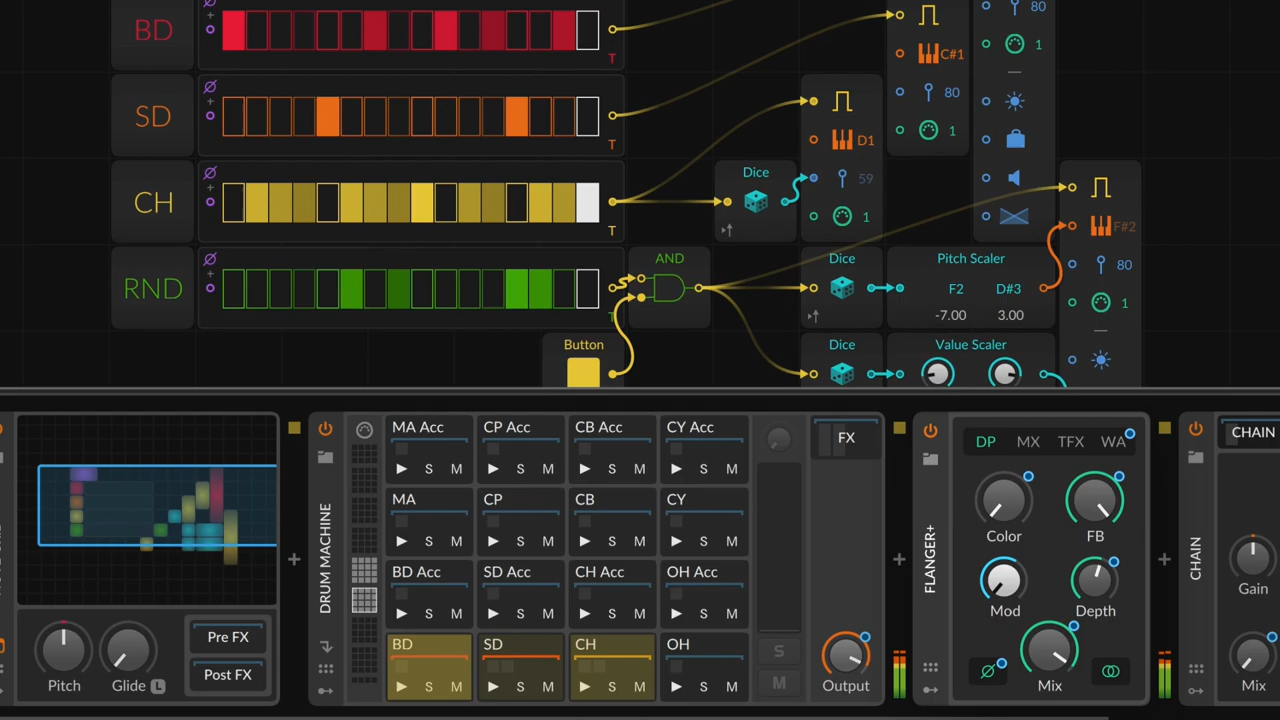 BD
T
SD
T
CH
T
RND
T
Button
AND
Dice
Dice
Dice
D1
59
1
C#1
80
1
80
1
F#2
80
1
Pitch Scaler
F2 D#3
-7.00 3.00
Value Scaler
Pitch Glide L
Pre FX
Post FX
DRUM MACHINE
MA Acc CP Acc CB Acc CY Acc
S M S M S M S M
MA CP CB CY
S M S M S M S M
BD Acc SD Acc CH Acc OH Acc
S M S M S M S M
BD SD CH OH
S M S M S M S M
S
M
FX
Output
FLANGER+
DP MX TFX WA
Color FB
Mod Depth
Mix
CHAIN
CHAIN
Gain
Mix